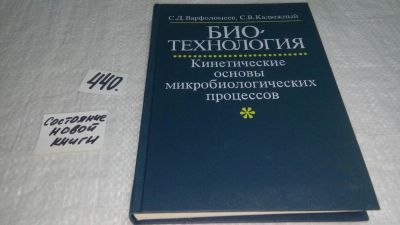 С.Д. Варфоломеев, С.В. Калюжный
БИО-
ТЕХНОЛОГИЯ
Кинетические
основы
микробиологических
процессов
440.
Состояние
новой
книги